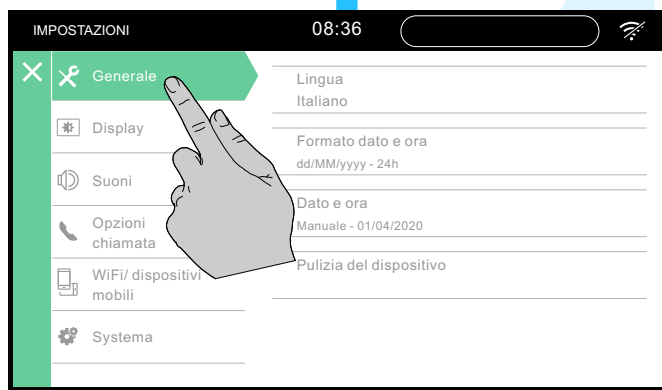 IMPOSTAZIONI
08:36
Generale
Display
Suoni
Opzioni
chiamata
WiFi/ dispositivi
mobili
Systema
Lingua
Italiano
Formato dato e ora
dd/MM/yyyy - 24h
Dato e ora
Manuale - 01/04/2020
Pulizia del dispositivo